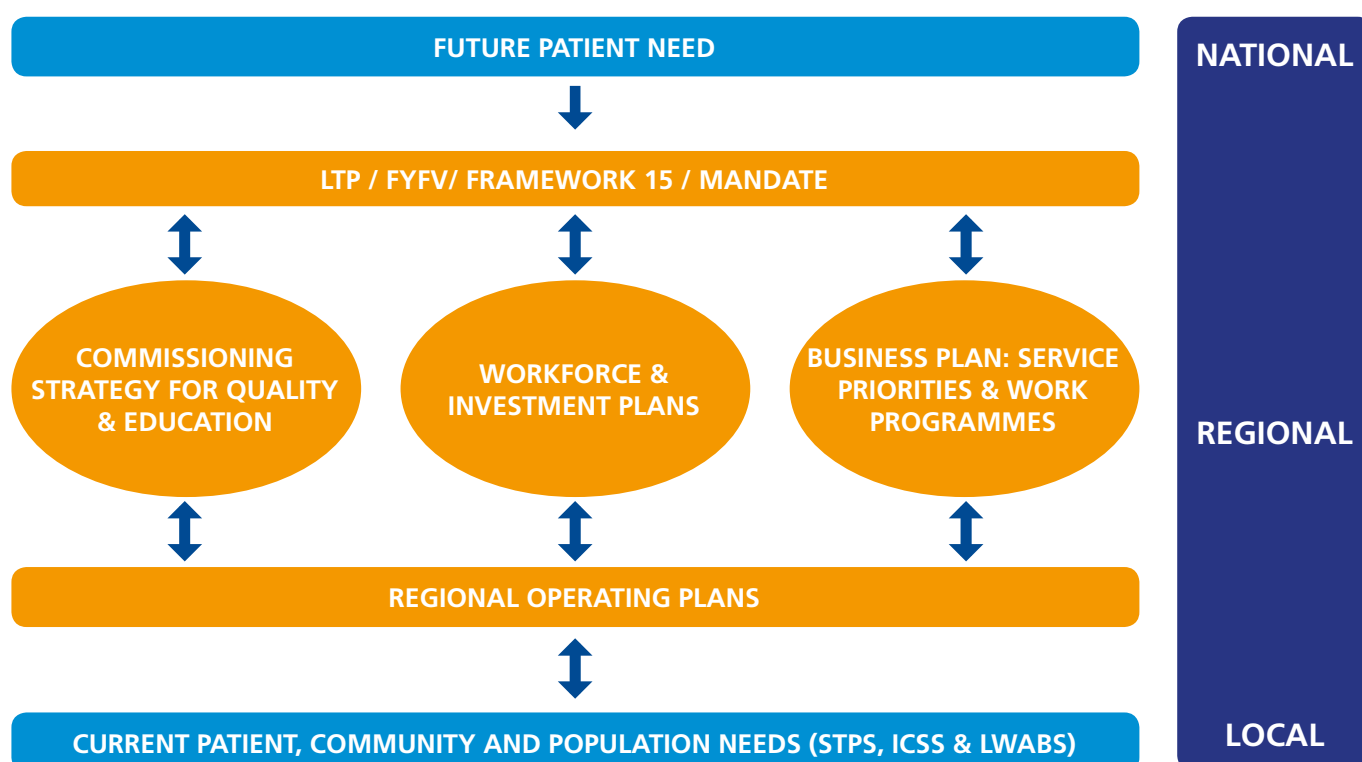 FUTURE PATIENT NEED
NATIONAL
LTP / FYFV/ FRAMEWORK 15 / MANDATE
COMMISSIONING
STRATEGY FOR QUALITY
& EDUCATION
WORKFORCE &
INVESTMENT PLANS
BUSINESS PLAN: SERVICE
PRIORITIES & WORK
PROGRAMMES
REGIONAL
REGIONAL OPERATING PLANS
CURRENT PATIENT, COMMUNITY AND POPULATION NEEDS (STPS, ICSS & LWABS)
LOCAL